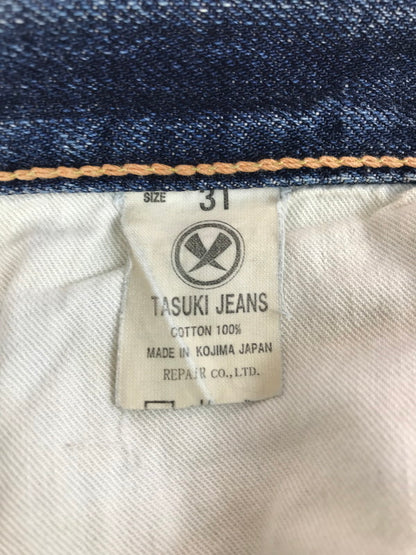 SIZE 31
TASUKI JEANS
COTTON 100%
MADE IN KOJIMA JAPAN
REPAIR CO.,LTD.